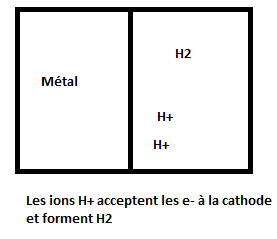 H2
Métal
H+
H+
Les ions H+ acceptent les e- à la cathode
et forment H2